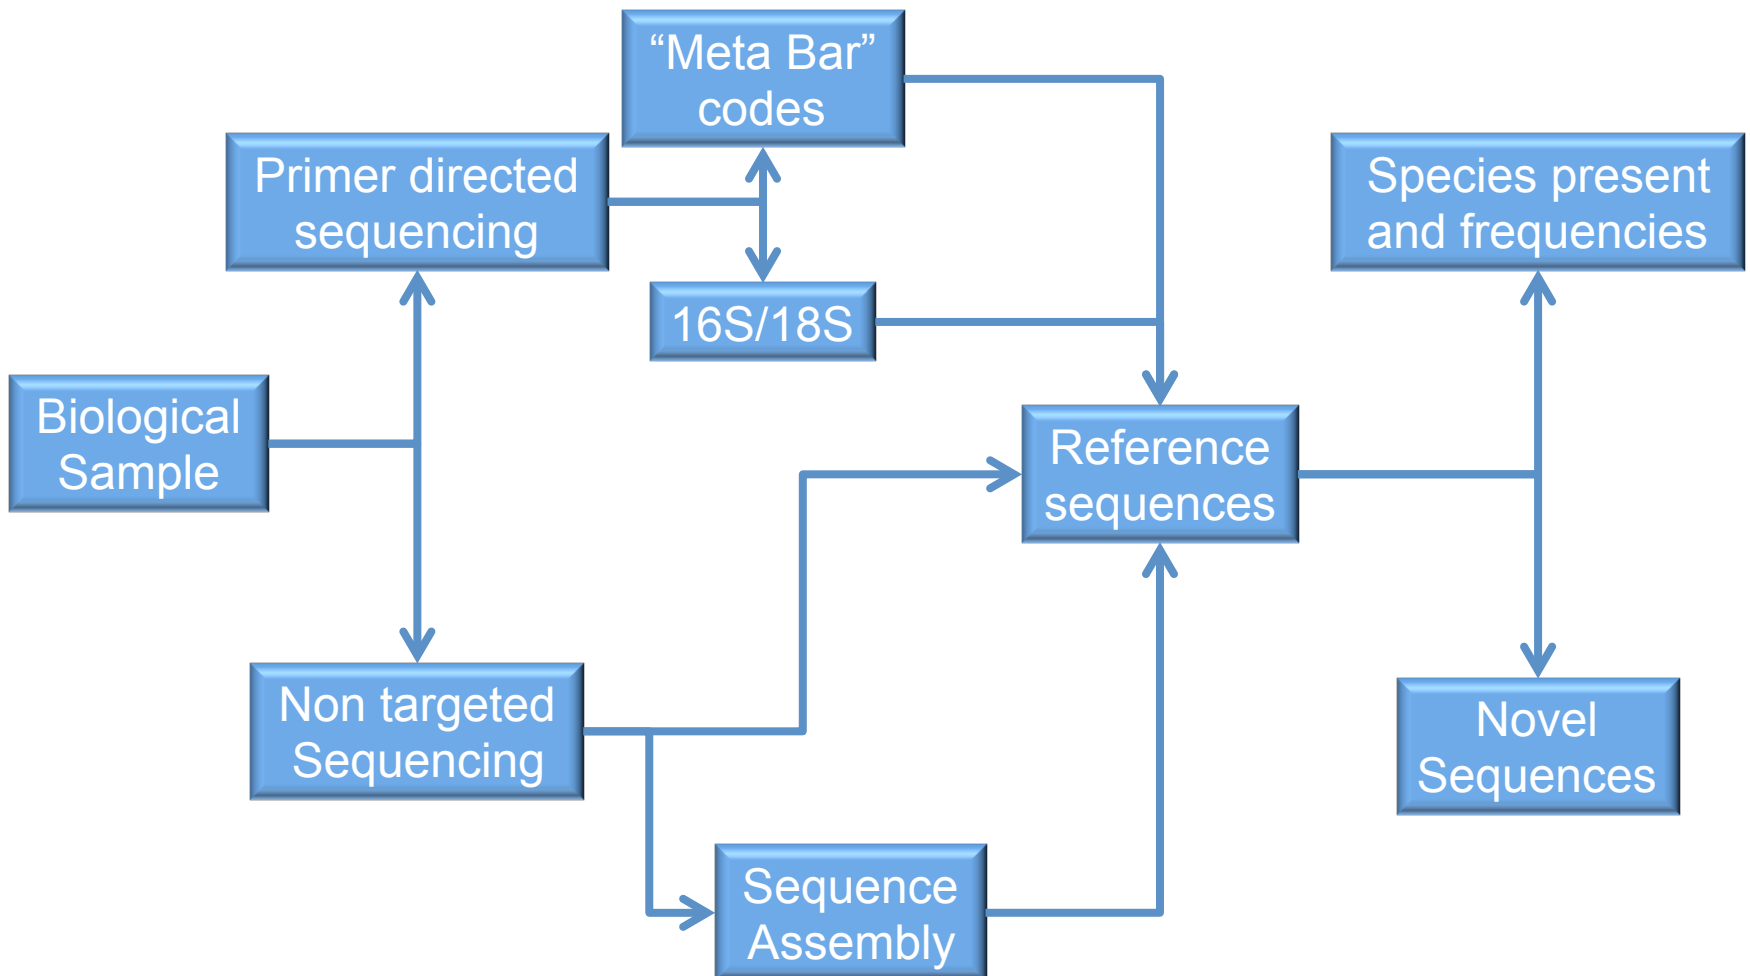 “Meta Bar”
codes
Primer directed
sequencing
Species present
and frequencies
16S/18S
Biological
Sample
Reference
sequences
Non targeted
Sequencing
Novel
Sequences
Sequence
Assembly